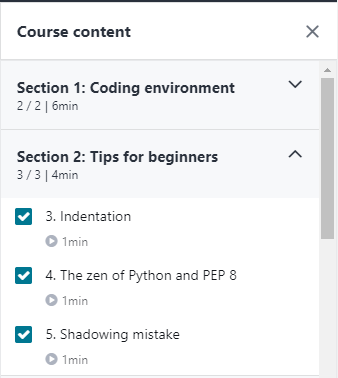 Course content
Section 1: Coding environment
2 / 2 | 6min
Section 2: Tips for beginners
3 / 3 | 4min
3. Indentation
1min
4. The zen of Python and PEP 8
1min
5. Shadowing mistake
1min